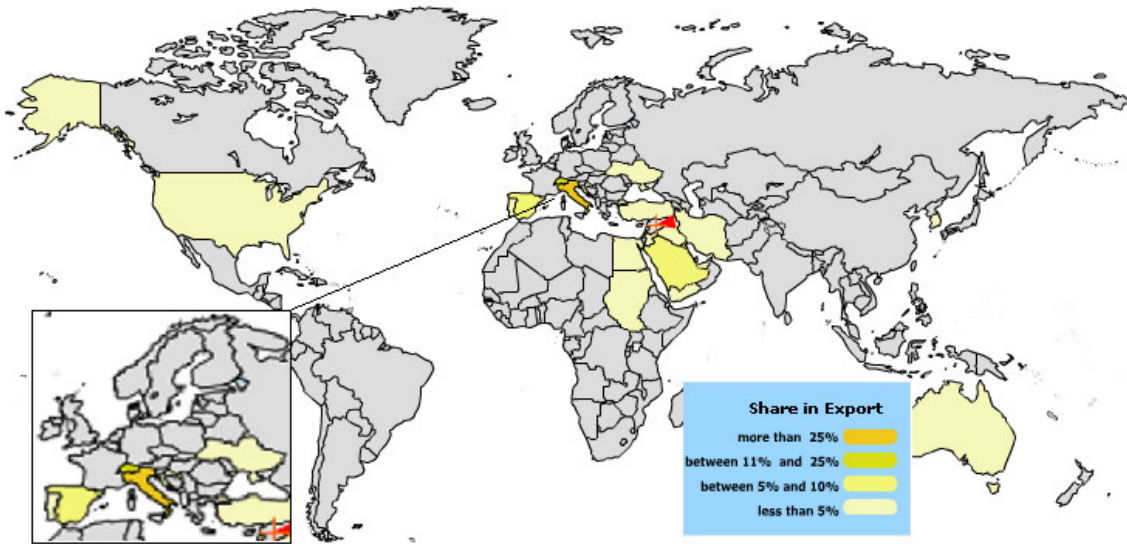 Share in Export
more than 25%
between 11% and 25%
between 5% and 10%
less than 5%